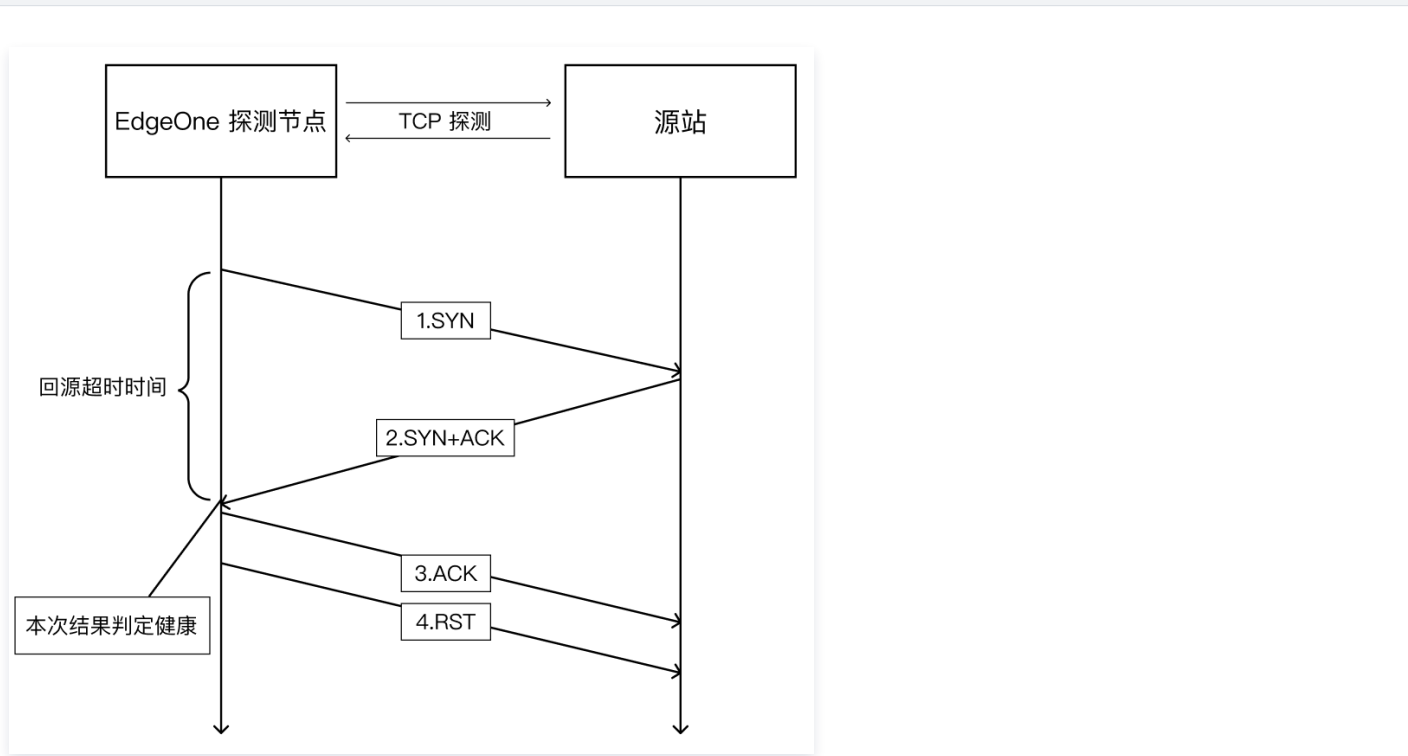 EdgeOne 探测节点
TCP 探测
源站
1.SYN
回源超时时间
2.SYN+ACK
3.ACK
4.RST
本次结果判定健康